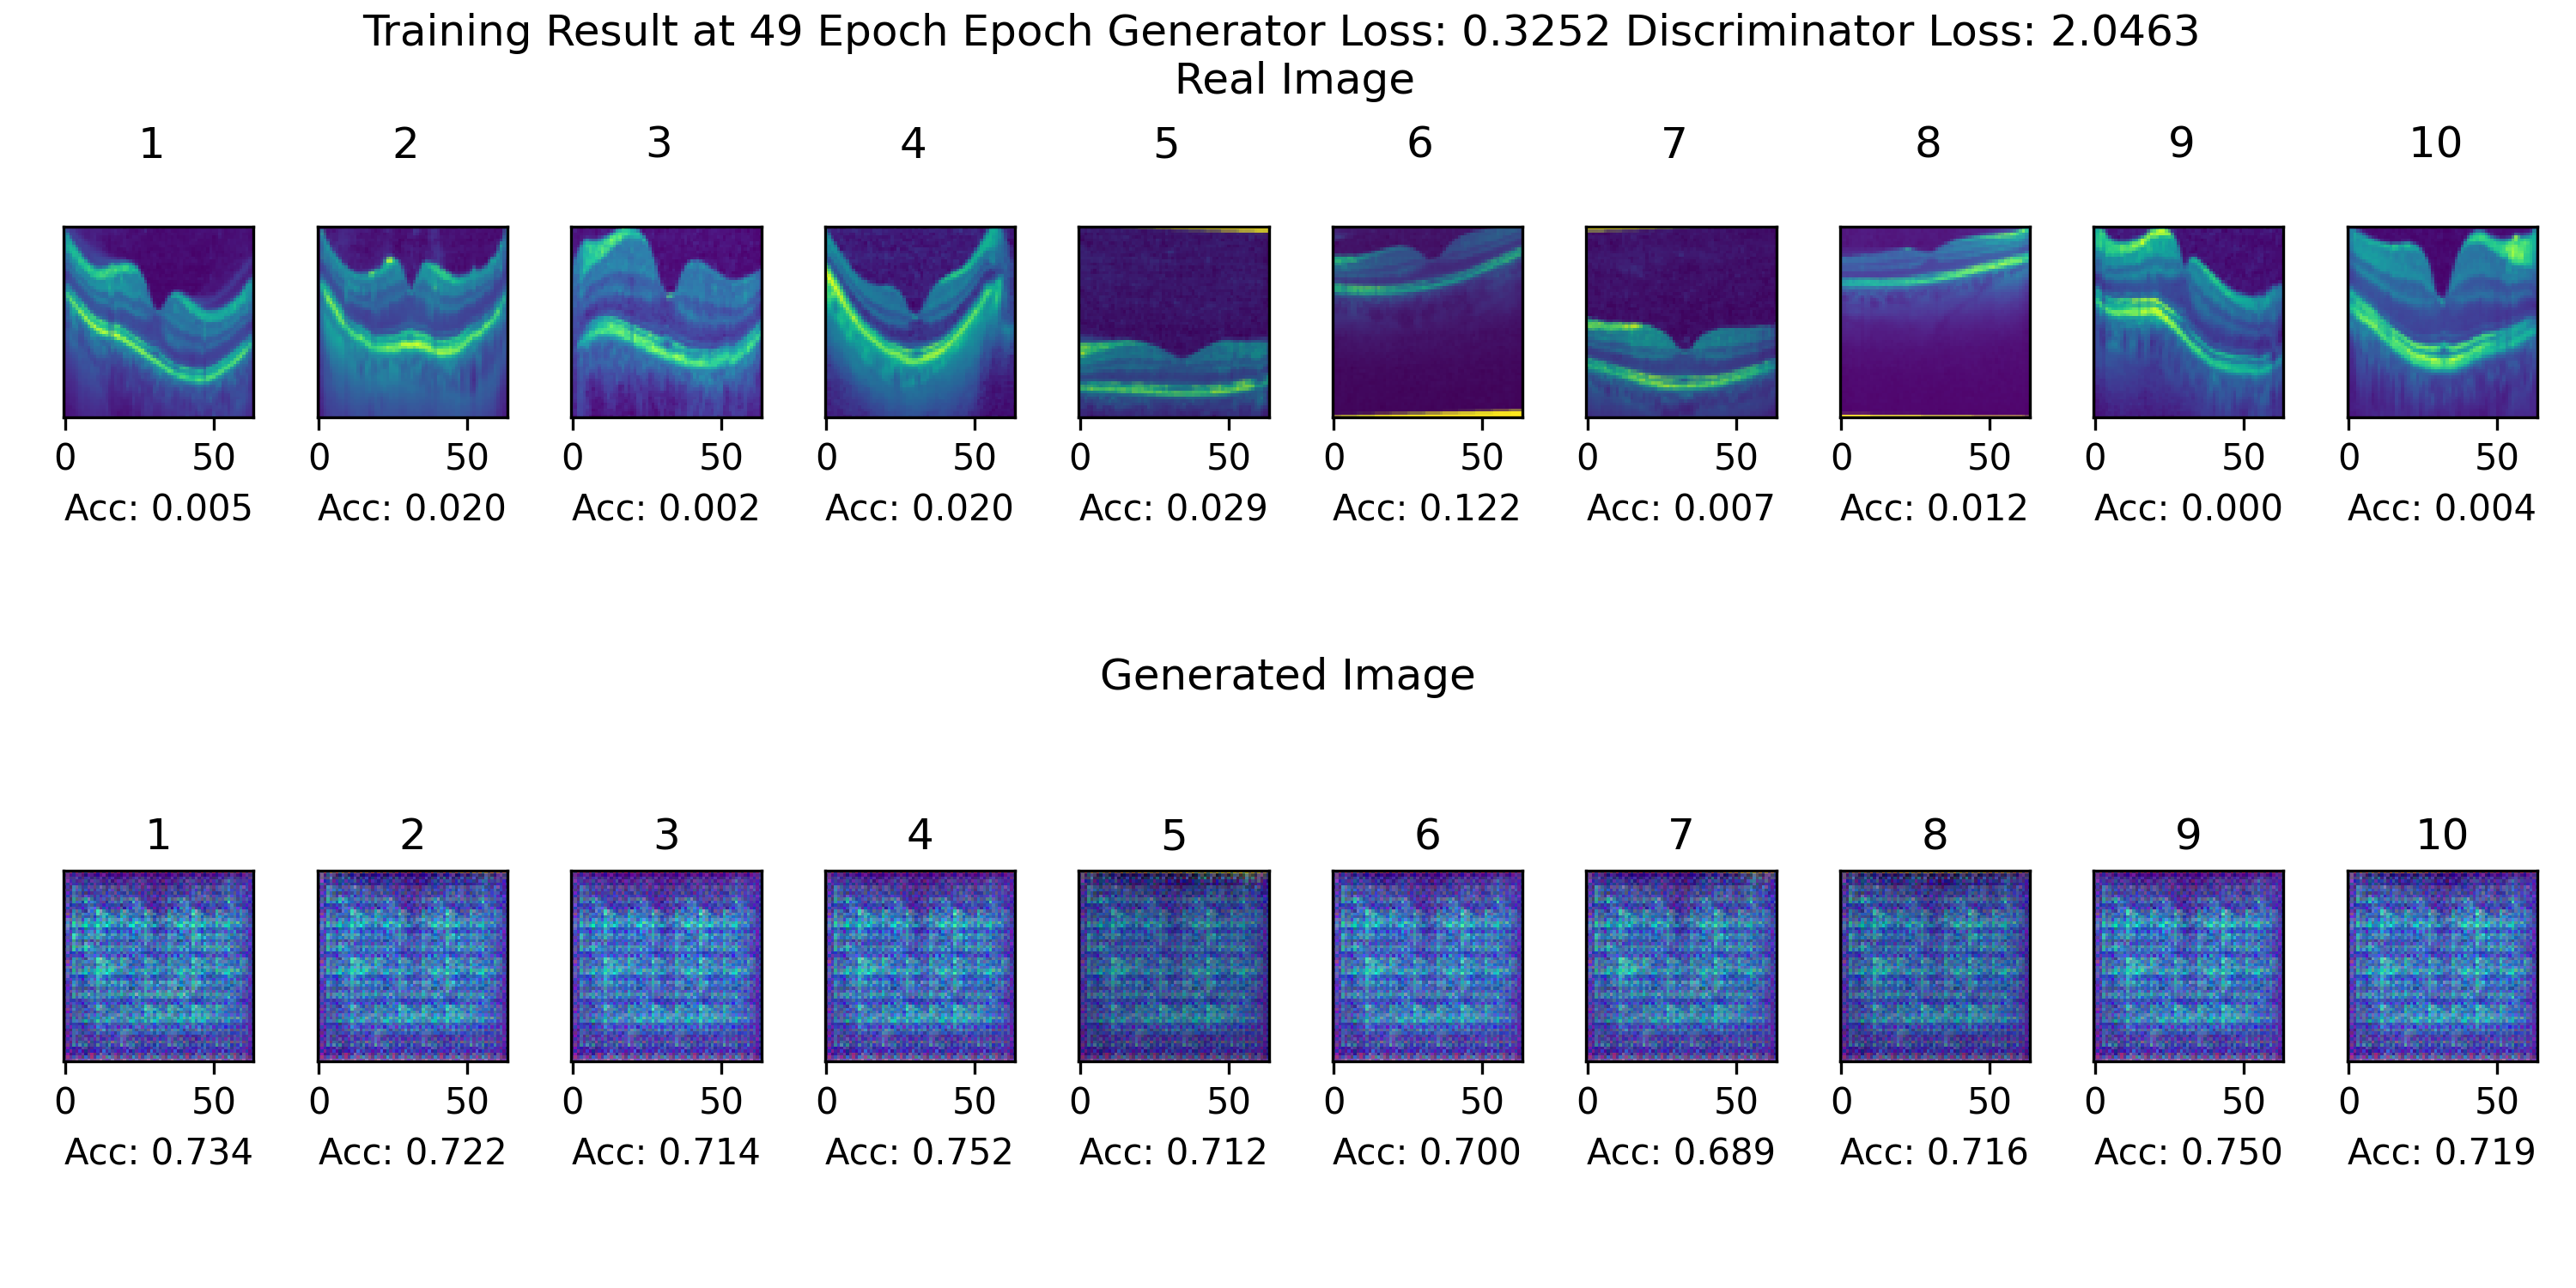 Training Result at 49 Epoch Epoch Generator Loss: 0.3252 Discriminator Loss: 2.0463
Real Image
1 2 3 4 5 6 7 8 9 10
0 50 0 50 0 50 0 50 0 50 0 50 0 50 0 50 0 50 0 50
Acc: 0.005 Acc: 0.020 Acc: 0.002 Acc: 0.020 Acc: 0.029 Acc: 0.122 Acc: 0.007 Acc: 0.012 Acc: 0.000 Acc: 0.004
Generated Image
1 2 3 4 5 6 7 8 9 10
0 50 0 50 0 50 0 50 0 50 0 50 0 50 0 50 0 50 0 50
Acc: 0.734 Acc: 0.722 Acc: 0.714 Acc: 0.752 Acc: 0.712 Acc: 0.700 Acc: 0.689 Acc: 0.716 Acc: 0.750 Acc: 0.719